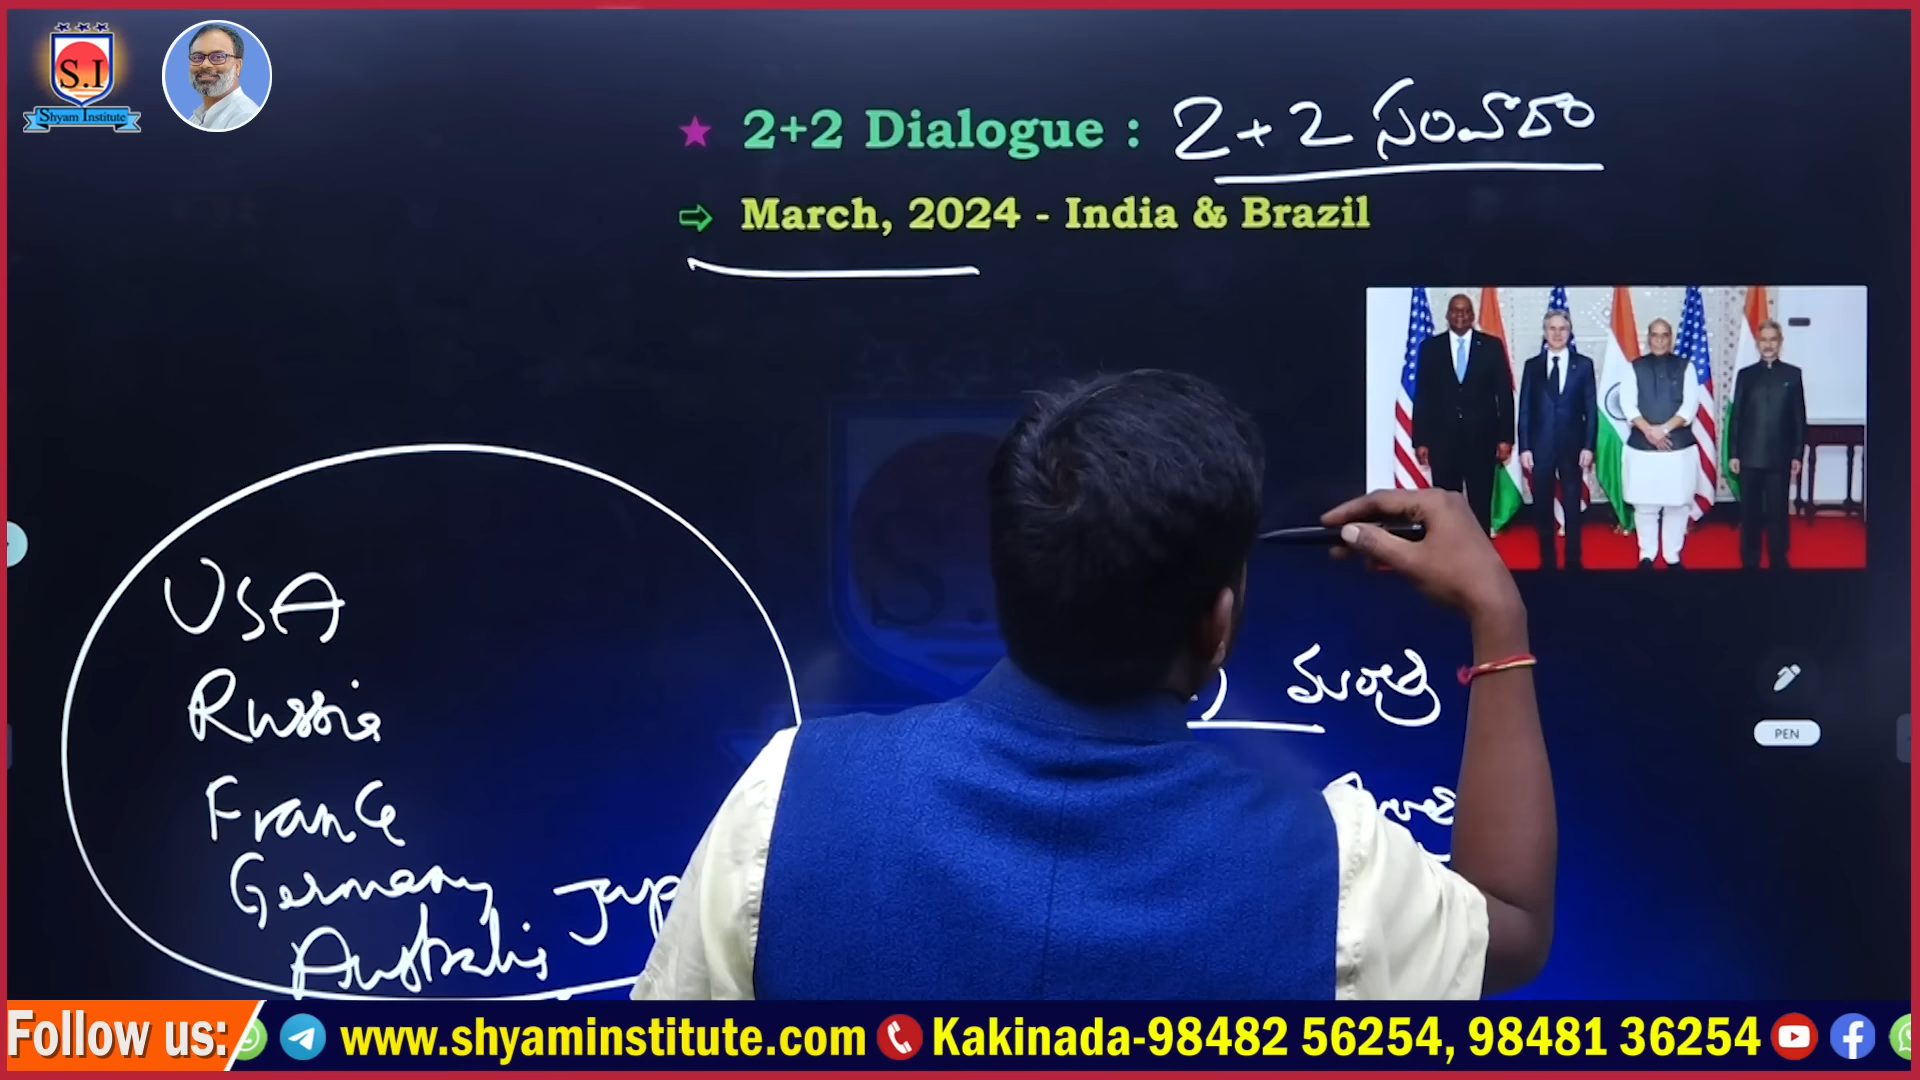 S.I
Shyam Institute
★ 2+2 Dialogue : 2+2 సంవాదం
⇨ March, 2024 - India & Brazil
USA
Russia
France
Germany
Australia
) మంత్రి
PEN
Follow us: www.shyaminstitute.com Kakinada-98482 56254, 98481 36254